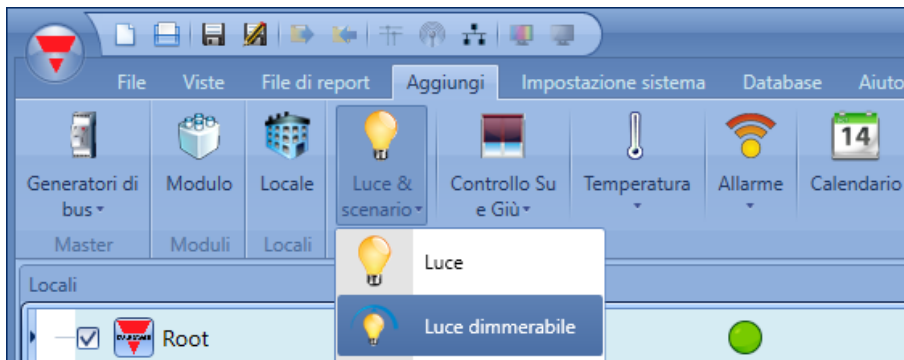 File Viste File di report Aggiungi Impostazione sistema Database Aiuto
14
Generatori di bus
Modulo
Locale
Luce & scenario
Controllo Su e Giù
Temperatura
Allarme
Calendario
Master Moduli Locali
Luce
Luce dimmerabile
Locali
Root